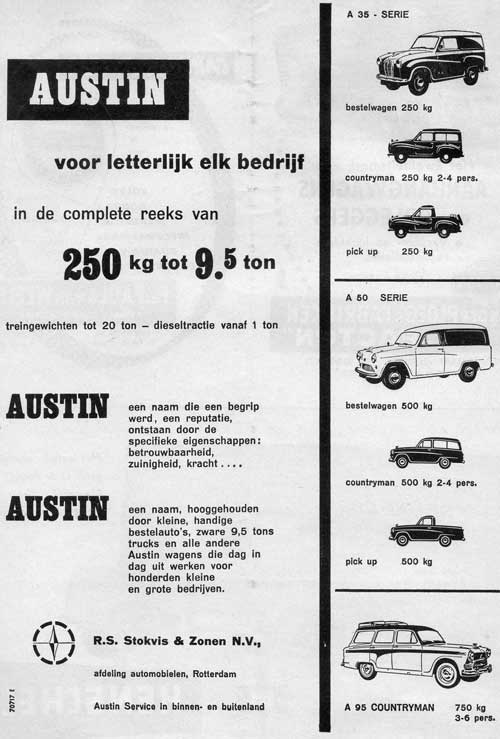 AUSTIN
voor letterlijk elk bedrijf
in de complete reeks van
250 kg tot 9.5 ton
treingewichten tot 20 ton – dieseltractie vanaf 1 ton
AUSTIN
een naam die een begrip
werd, een reputatie,
ontstaan door de
specifieke eigenschappen:
betrouwbaarheid,
zuinigheid, kracht ....
AUSTIN
een naam, hooggehouden
door kleine, handige
bestelauto's, zware 9,5 tons
trucks en alle andere
Austin wagens die dag in
dag uit werken voor
honderden kleine
en grote bedrijven.
R.S. Stokvis & Zonen N.V.,
afdeling automobielen, Rotterdam
Austin Service in binnen- en buitenland
70717 E
A 35 - SERIE
bestelwagen 250 kg
countryman 250 kg 2-4 pers.
pick up 250 kg
A 50 SERIE
bestelwagen 500 kg
countryman 500 kg 2-4 pers.
pick up 500 kg
A 95 COUNTRYMAN 750 kg
3-6 pers.